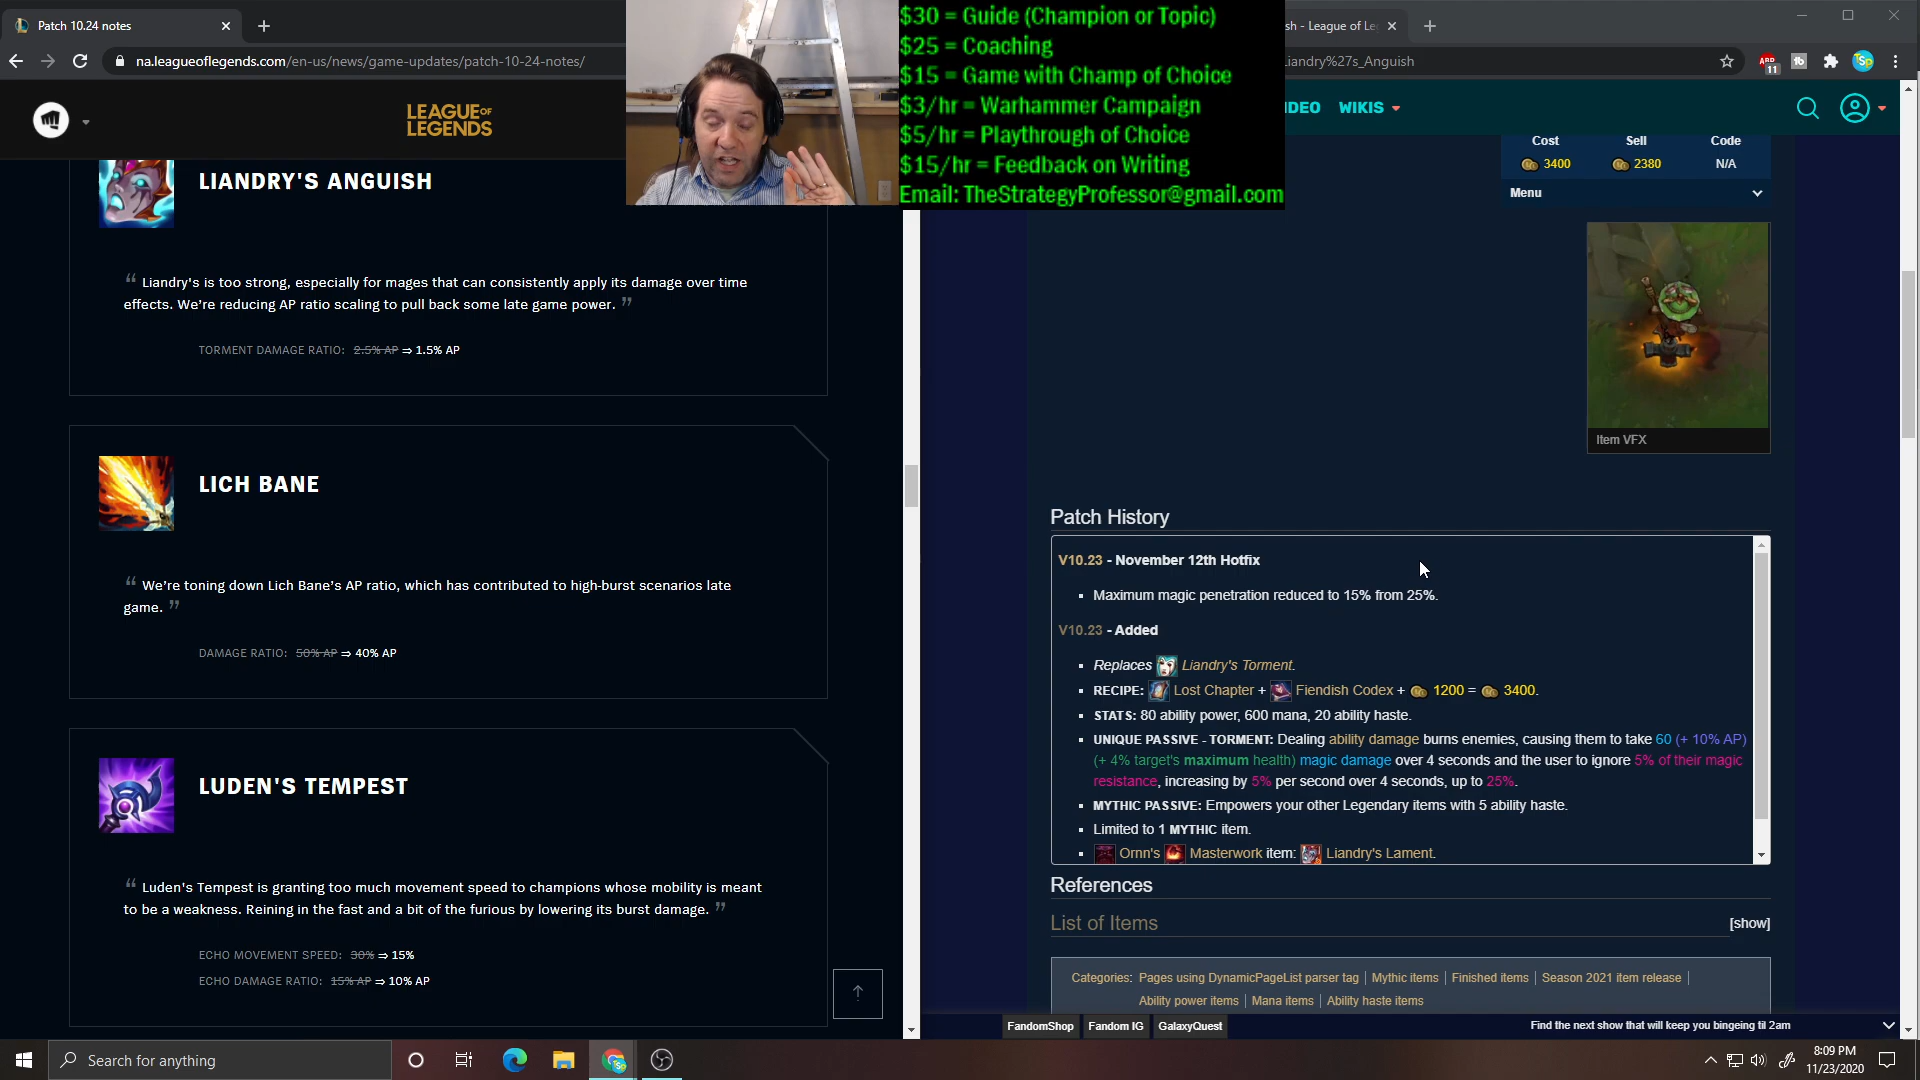 Patch 10.24 notes
na.leagueoflegends.com/en-us/news/game-updates/patch-10-24-notes/
LEAGUE OF
LEGENDS
LIANDRY'S ANGUISH
“ Liandry's is too strong, especially for mages that can consistently apply its damage over time
effects. We’re reducing AP ratio scaling to pull back some late game power. ”
TORMENT DAMAGE RATIO: 2.5% AP ⇒ 1.5% AP
LICH BANE
“ We’re toning down Lich Bane’s AP ratio, which has contributed to high-burst scenarios late
game. ”
DAMAGE RATIO: 50% AP ⇒ 40% AP
LUDEN'S TEMPEST
“ Luden's Tempest is granting too much movement speed to champions whose mobility is meant
to be a weakness. Reining in the fast and a bit of the furious by lowering its burst damage. ”
ECHO MOVEMENT SPEED: 30% ⇒ 15%
ECHO DAMAGE RATIO: 15% AP ⇒ 10% AP
$30 = Guide (Champion or Topic)
$25 = Coaching
$15 = Game with Champ of Choice
$3/hr = Warhammer Campaign
$5/hr = Playthrough of Choice
$15/hr = Feedback on Writing
Email: TheStrategyProfessor@gmail.com
sh - League of Le
iandry%27s_Anguish
ABP
11
tb
TSp
IDEO WIKIS
Cost Sell Code
3400 2380 N/A
Menu
Item VFX
Patch History
V10.23 - November 12th Hotfix
Maximum magic penetration reduced to 15% from 25%.
V10.23 - Added
Replaces Liandry's Torment.
RECIPE: Lost Chapter + Fiendish Codex + 1200 = 3400.
STATS: 80 ability power, 600 mana, 20 ability haste.
UNIQUE PASSIVE - TORMENT: Dealing ability damage burns enemies, causing them to take 60 (+ 10% AP)
(+ 4% target's maximum health) magic damage over 4 seconds and the user to ignore 5% of their magic
resistance, increasing by 5% per second over 4 seconds, up to 25%.
MYTHIC PASSIVE: Empowers your other Legendary items with 5 ability haste.
Limited to 1 MYTHIC item.
Ornn's Masterwork item: Liandry's Lament.
References
List of Items [show]
Categories: Pages using DynamicPageList parser tag | Mythic items | Finished items | Season 2021 item release |
Ability power items | Mana items | Ability haste items
FandomShop Fandom IG GalaxyQuest
Find the next show that will keep you bingeing til 2am
Search for anything
8:09 PM
11/23/2020